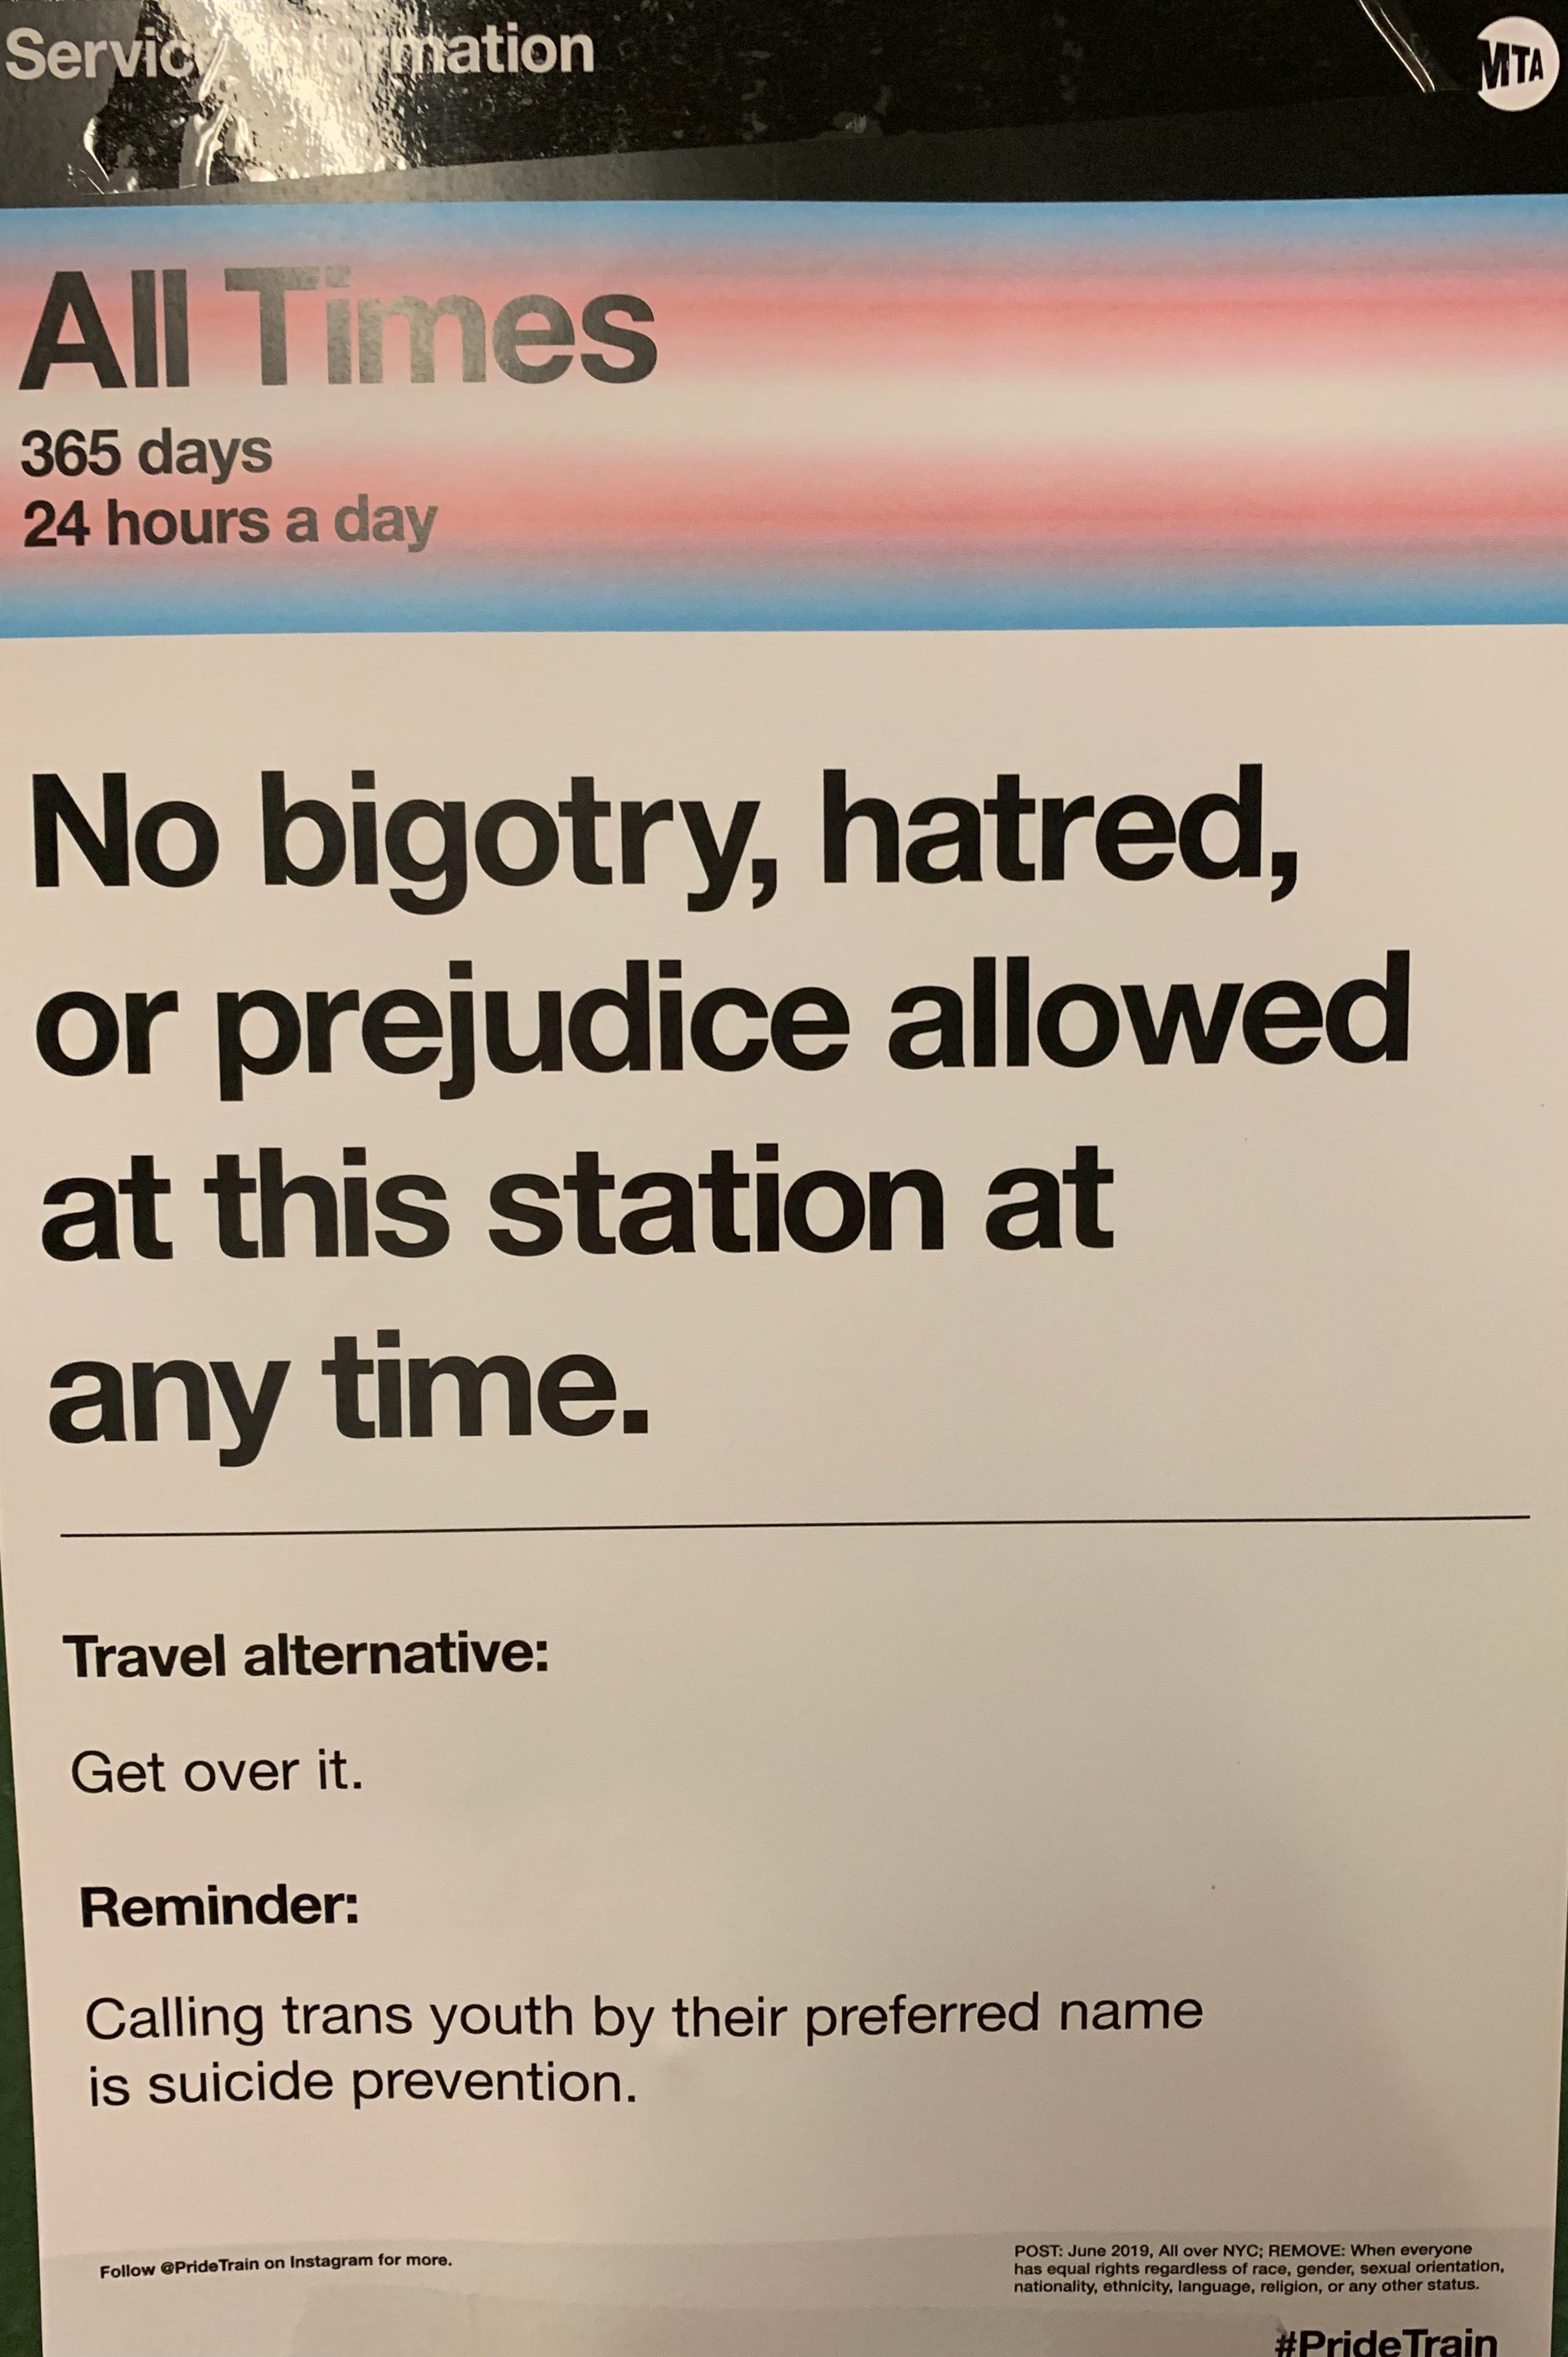 Service Information
MTA
All Times
365 days
24 hours a day
No bigotry, hatred,
or prejudice allowed
at this station at
any time.
Travel alternative:
Get over it.
Reminder:
Calling trans youth by their preferred name
is suicide prevention.
Follow @PrideTrain on Instagram for more.
POST: June 2019, All over NYC; REMOVE: When everyone
has equal rights regardless of race, gender, sexual orientation,
nationality, ethnicity, language, religion, or any other status.
#PrideTrain